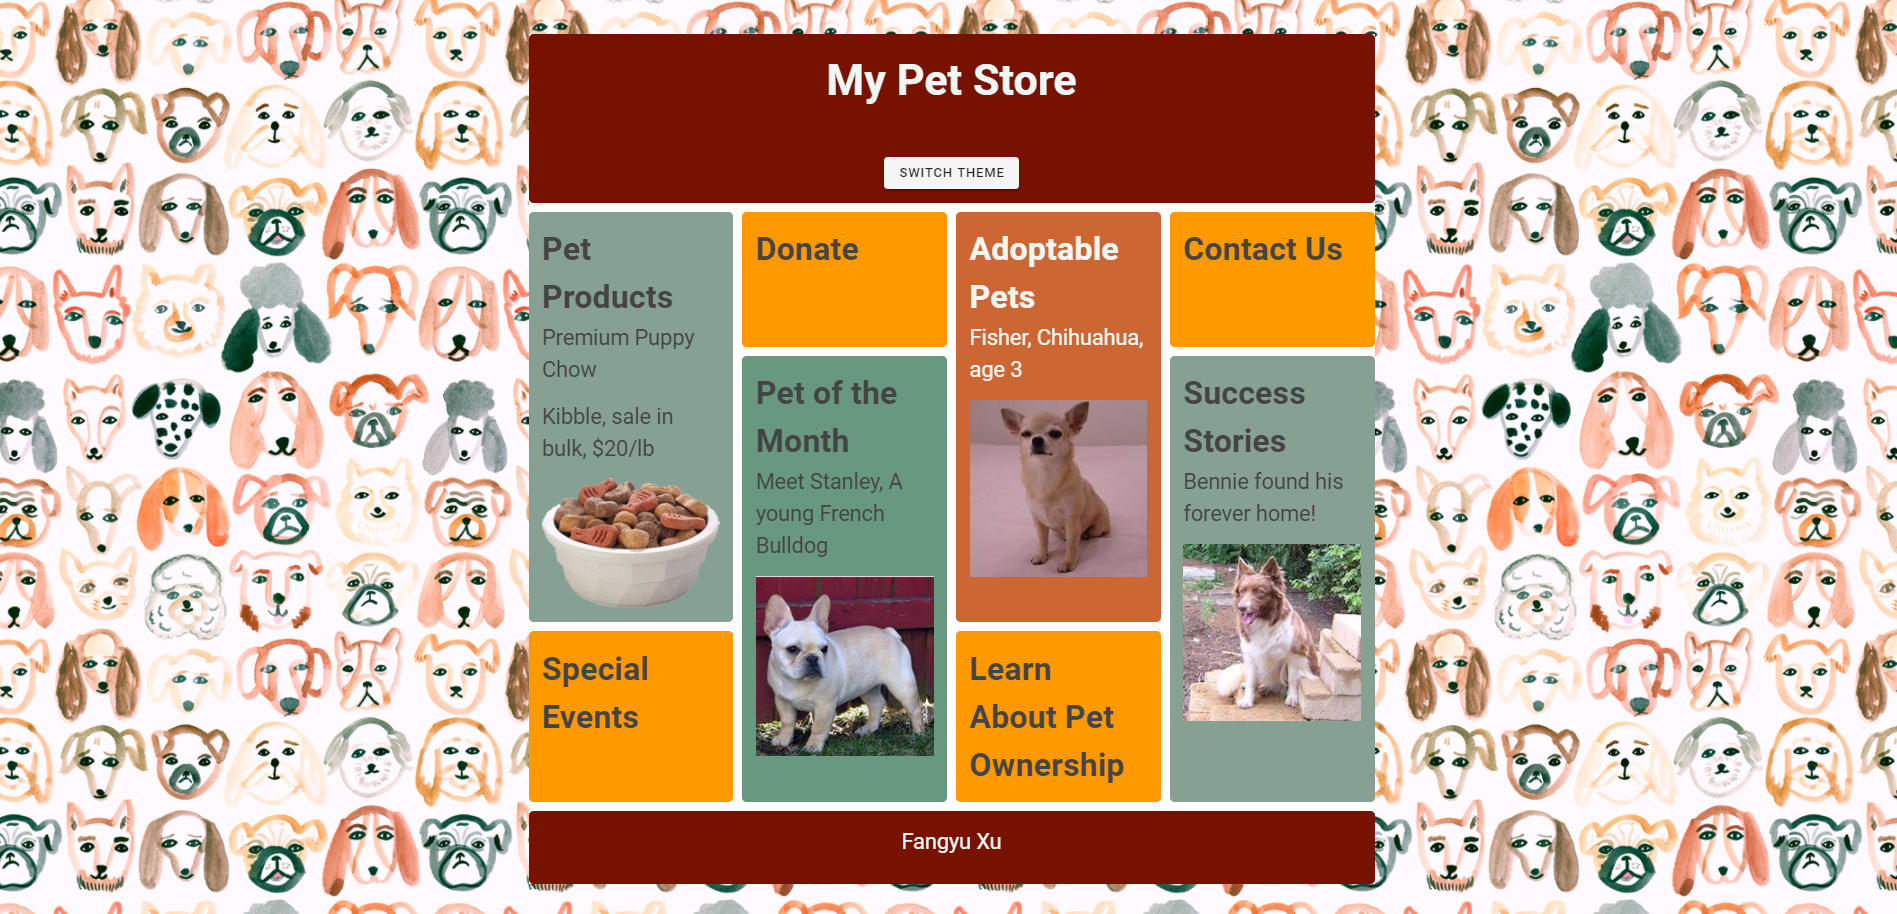 My Pet Store
SWITCH THEME
Pet
Products
Premium Puppy
Chow
Kibble, sale in
bulk, $20/lb
Donate
Adoptable
Pets
Fisher, Chihuahua,
age 3
Contact Us
Pet of the
Month
Meet Stanley, A
young French
Bulldog
Success
Stories
Bennie found his
forever home!
Special
Events
Learn
About Pet
Ownership
Fangyu Xu